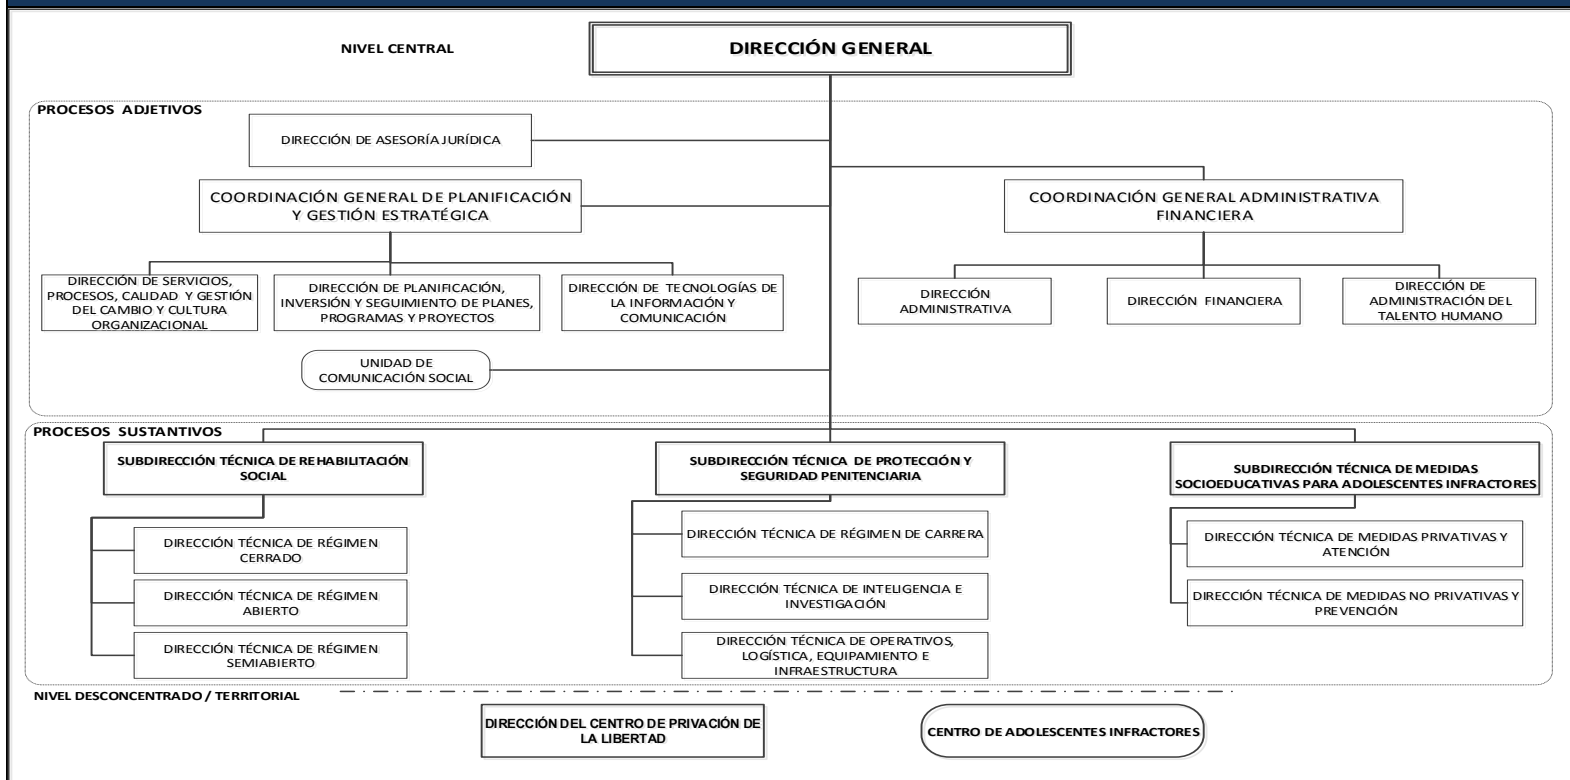 NIVEL CENTRAL
DIRECCIÓN GENERAL
PROCESOS ADJETIVOS
DIRECCIÓN DE ASESORÍA JURÍDICA
COORDINACIÓN GENERAL DE PLANIFICACIÓN
Y GESTIÓN ESTRATÉGICA
COORDINACIÓN GENERAL ADMINISTRATIVA
FINANCIERA
DIRECCIÓN DE SERVICIOS,
PROCESOS, CALIDAD Y GESTIÓN
DEL CAMBIO Y CULTURA
ORGANIZACIONAL
DIRECCIÓN DE PLANIFICACIÓN,
INVERSIÓN Y SEGUIMIENTO DE PLANES,
PROGRAMAS Y PROYECTOS
DIRECCIÓN DE TECNOLOGÍAS DE
LA INFORMACIÓN Y
COMUNICACIÓN
DIRECCIÓN
ADMINISTRATIVA
DIRECCIÓN FINANCIERA
DIRECCIÓN DE
ADMINISTRACIÓN DEL
TALENTO HUMANO
UNIDAD DE
COMUNICACIÓN SOCIAL
PROCESOS SUSTANTIVOS
SUBDIRECCIÓN TÉCNICA DE REHABILITACIÓN
SOCIAL
SUBDIRECCIÓN TÉCNICA DE PROTECCIÓN Y
SEGURIDAD PENITENCIARIA
SUBDIRECCIÓN TÉCNICA DE MEDIDAS
SOCIOEDUCATIVAS PARA ADOLESCENTES INFRACTORES
DIRECCIÓN TÉCNICA DE RÉGIMEN
CERRADO
DIRECCIÓN TÉCNICA DE RÉGIMEN
ABIERTO
DIRECCIÓN TÉCNICA DE RÉGIMEN
SEMIABIERTO
DIRECCIÓN TÉCNICA DE RÉGIMEN DE CARRERA
DIRECCIÓN TÉCNICA DE INTELIGENCIA E
INVESTIGACIÓN
DIRECCIÓN TÉCNICA DE OPERATIVOS,
LOGÍSTICA, EQUIPAMIENTO E
INFRAESTRUCTURA
DIRECCIÓN TÉCNICA DE MEDIDAS PRIVATIVAS Y
ATENCIÓN
DIRECCIÓN TÉCNICA DE MEDIDAS NO PRIVATIVAS Y
PREVENCIÓN
NIVEL DESCONCENTRADO / TERRITORIAL
DIRECCIÓN DEL CENTRO DE PRIVACIÓN DE
LA LIBERTAD
CENTRO DE ADOLESCENTES INFRACTORES